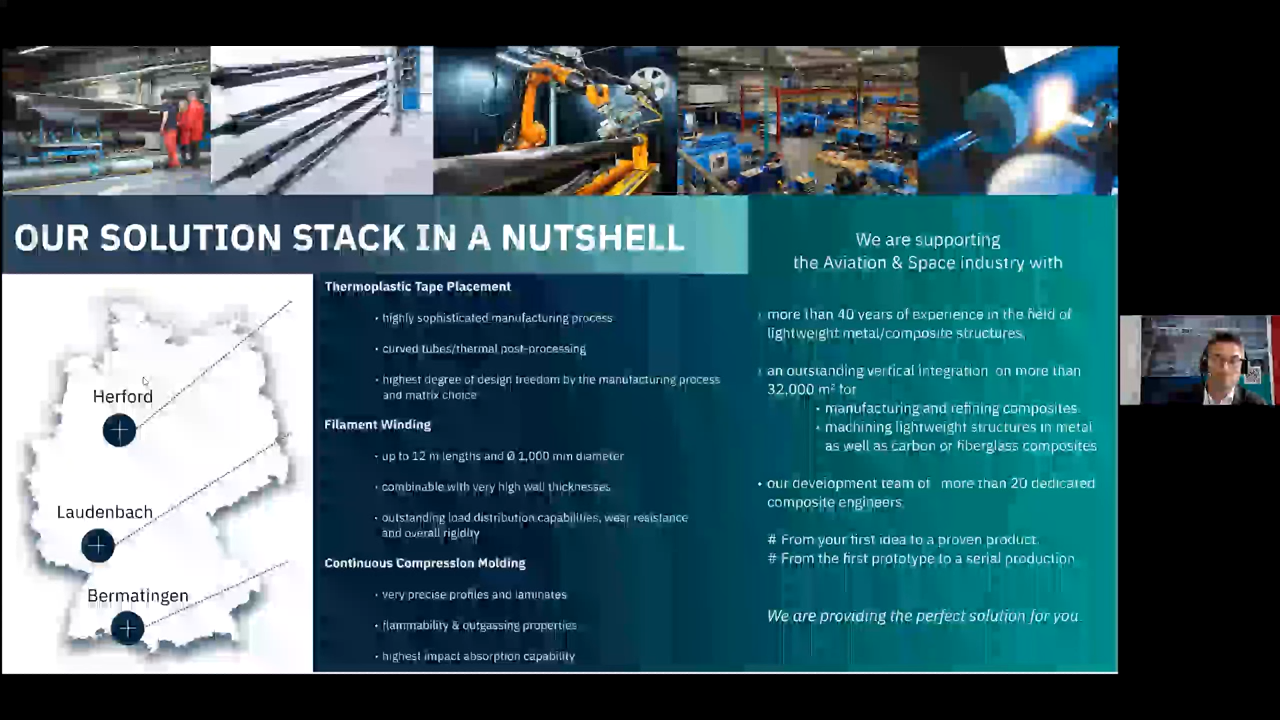 OUR SOLUTION STACK IN A NUTSHELL
Herford
Laudenbach
Bermatingen
Thermoplastic Tape Placement
• highly sophisticated manufacturing process
• curved tubes/thermal post-processing
• highest degree of design freedom by the manufacturing process
and matrix choice
Filament Winding
• up to 12 m lengths and Ø 1,000 mm diameter
• combinable with very high wall thicknesses
• outstanding load distribution capabilities, wear resistance
and overall rigidity
Continuous Compression Molding
• very precise profiles and laminates
• flammability & outgassing properties
• highest impact absorption capability
We are supporting
the Aviation & Space industry with
• more than 40 years of experience in the field of
lightweight metal/composite structures.
• an outstanding vertical integration on more than
32,000 m² for
• manufacturing and refining composites
• machining lightweight structures in metal
as well as carbon or fiberglass composites
• our development team of more than 20 dedicated
composite engineers.
# From your first idea to a proven product.
# From the first prototype to a serial production
We are providing the perfect solution for you